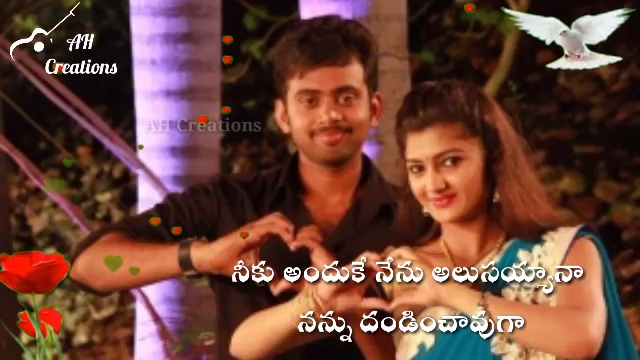 AH
Creations
AH Creations
నీకు అందుకే నేను అలుసయ్యానా
నన్ను దండించావుగా